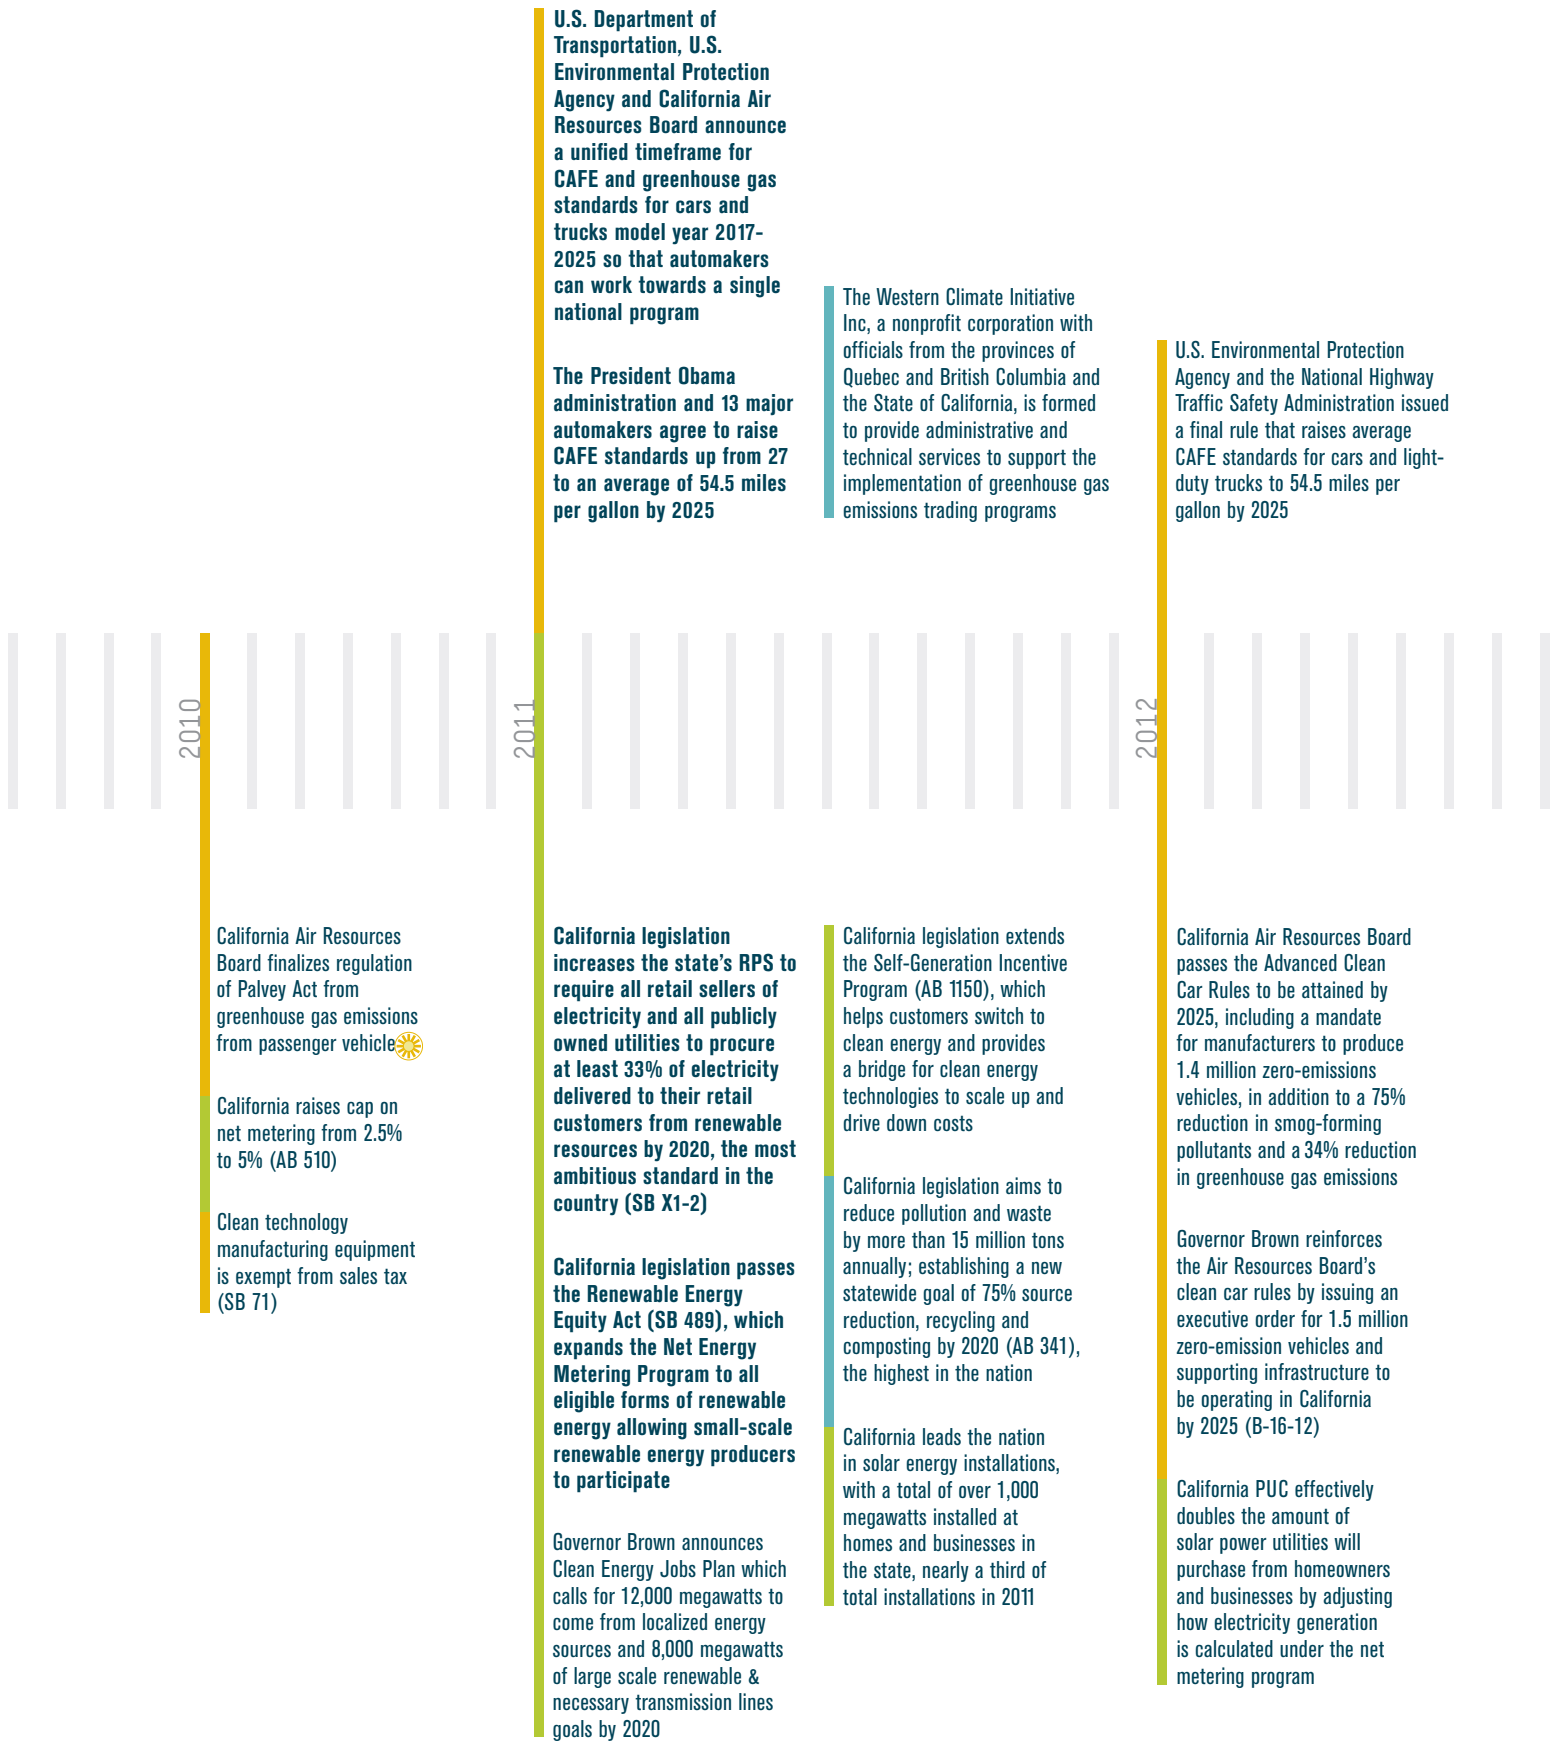 U.S. Department of
Transportation, U.S.
Environmental Protection
Agency and California Air
Resources Board announce
a unified timeframe for
CAFE and greenhouse gas
standards for cars and
trucks model year 2017-
2025 so that automakers
can work towards a single
national program
The President Obama
administration and 13 major
automakers agree to raise
CAFE standards up from 27
to an average of 54.5 miles
per gallon by 2025
The Western Climate Initiative
Inc, a nonprofit corporation with
officials from the provinces of
Quebec and British Columbia and
the State of California, is formed
to provide administrative and
technical services to support the
implementation of greenhouse gas
emissions trading programs
U.S. Environmental Protection
Agency and the National Highway
Traffic Safety Administration issued
a final rule that raises average
CAFE standards for cars and light-
duty trucks to 54.5 miles per
gallon by 2025
2010
2011
2012
California Air Resources
Board finalizes regulation
of Palvey Act from
greenhouse gas emissions
from passenger vehicle
California raises cap on
net metering from 2.5%
to 5% (AB 510)
Clean technology
manufacturing equipment
is exempt from sales tax
(SB 71)
California legislation
increases the state’s RPS to
require all retail sellers of
electricity and all publicly
owned utilities to procure
at least 33% of electricity
delivered to their retail
customers from renewable
resources by 2020, the most
ambitious standard in the
country (SB X1-2)
California legislation passes
the Renewable Energy
Equity Act (SB 489), which
expands the Net Energy
Metering Program to all
eligible forms of renewable
energy allowing small-scale
renewable energy producers
to participate
Governor Brown announces
Clean Energy Jobs Plan which
calls for 12,000 megawatts to
come from localized energy
sources and 8,000 megawatts
of large scale renewable &
necessary transmission lines
goals by 2020
California legislation extends
the Self-Generation Incentive
Program (AB 1150), which
helps customers switch to
clean energy and provides
a bridge for clean energy
technologies to scale up and
drive down costs
California legislation aims to
reduce pollution and waste
by more than 15 million tons
annually; establishing a new
statewide goal of 75% source
reduction, recycling and
composting by 2020 (AB 341),
the highest in the nation
California leads the nation
in solar energy installations,
with a total of over 1,000
megawatts installed at
homes and businesses in
the state, nearly a third of
total installations in 2011
California Air Resources Board
passes the Advanced Clean
Car Rules to be attained by
2025, including a mandate
for manufacturers to produce
1.4 million zero-emissions
vehicles, in addition to a 75%
reduction in smog-forming
pollutants and a 34% reduction
in greenhouse gas emissions
Governor Brown reinforces
the Air Resources Board’s
clean car rules by issuing an
executive order for 1.5 million
zero-emission vehicles and
supporting infrastructure to
be operating in California
by 2025 (B-16-12)
California PUC effectively
doubles the amount of
solar power utilities will
purchase from homeowners
and businesses by adjusting
how electricity generation
is calculated under the net
metering program